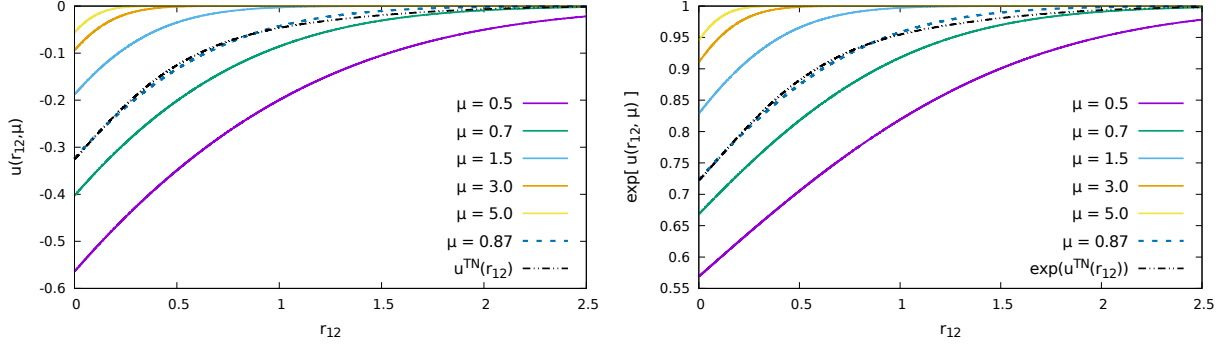 0
-0.1
-0.2
-0.3
-0.4
-0.5
-0.6
0 0.5 1 1.5 2 2.5
u(r12,μ)
r12
μ = 0.5
μ = 0.7
μ = 1.5
μ = 3.0
μ = 5.0
μ = 0.87
uTN(r12)
1
0.95
0.9
0.85
0.8
0.75
0.7
0.65
0.6
0.55
0 0.5 1 1.5 2 2.5
exp[ u(r12, μ) ]
r12
μ = 0.5
μ = 0.7
μ = 1.5
μ = 3.0
μ = 5.0
μ = 0.87
exp(uTN(r12))